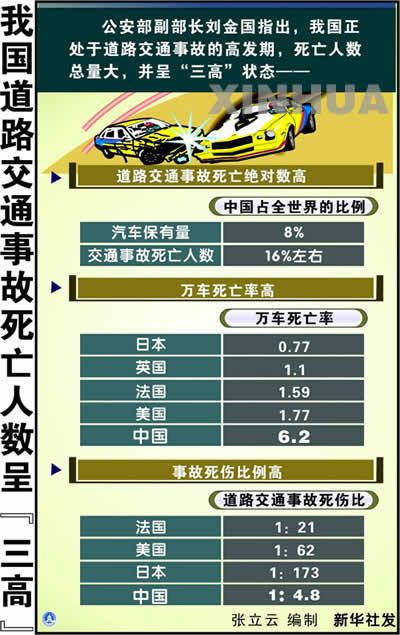 我国道路交通事故死亡人数呈『三高』
公安部副部长刘金国指出，我国正
处于道路交通事故的高发期，死亡人数
总量大，并呈“三高”状态——
XINHUA
道路交通事故死亡绝对数高
中国占全世界的比例
汽车保有量 8%
交通事故死亡人数 16%左右
万车死亡率高
万车死亡率
日本 0.77
英国 1.1
法国 1.59
美国 1.77
中国 6.2
事故死伤比例高
道路交通事故死伤比
法国 1：21
美国 1：62
日本 1：173
中国 1：4.8
张立云 编制 新华社发